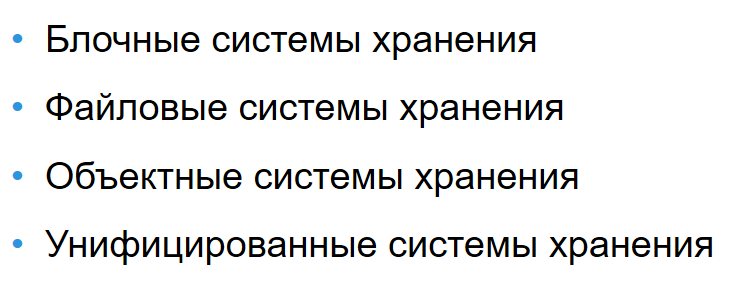 • Блочные системы хранения
• Файловые системы хранения
• Объектные системы хранения
• Унифицированные системы хранения